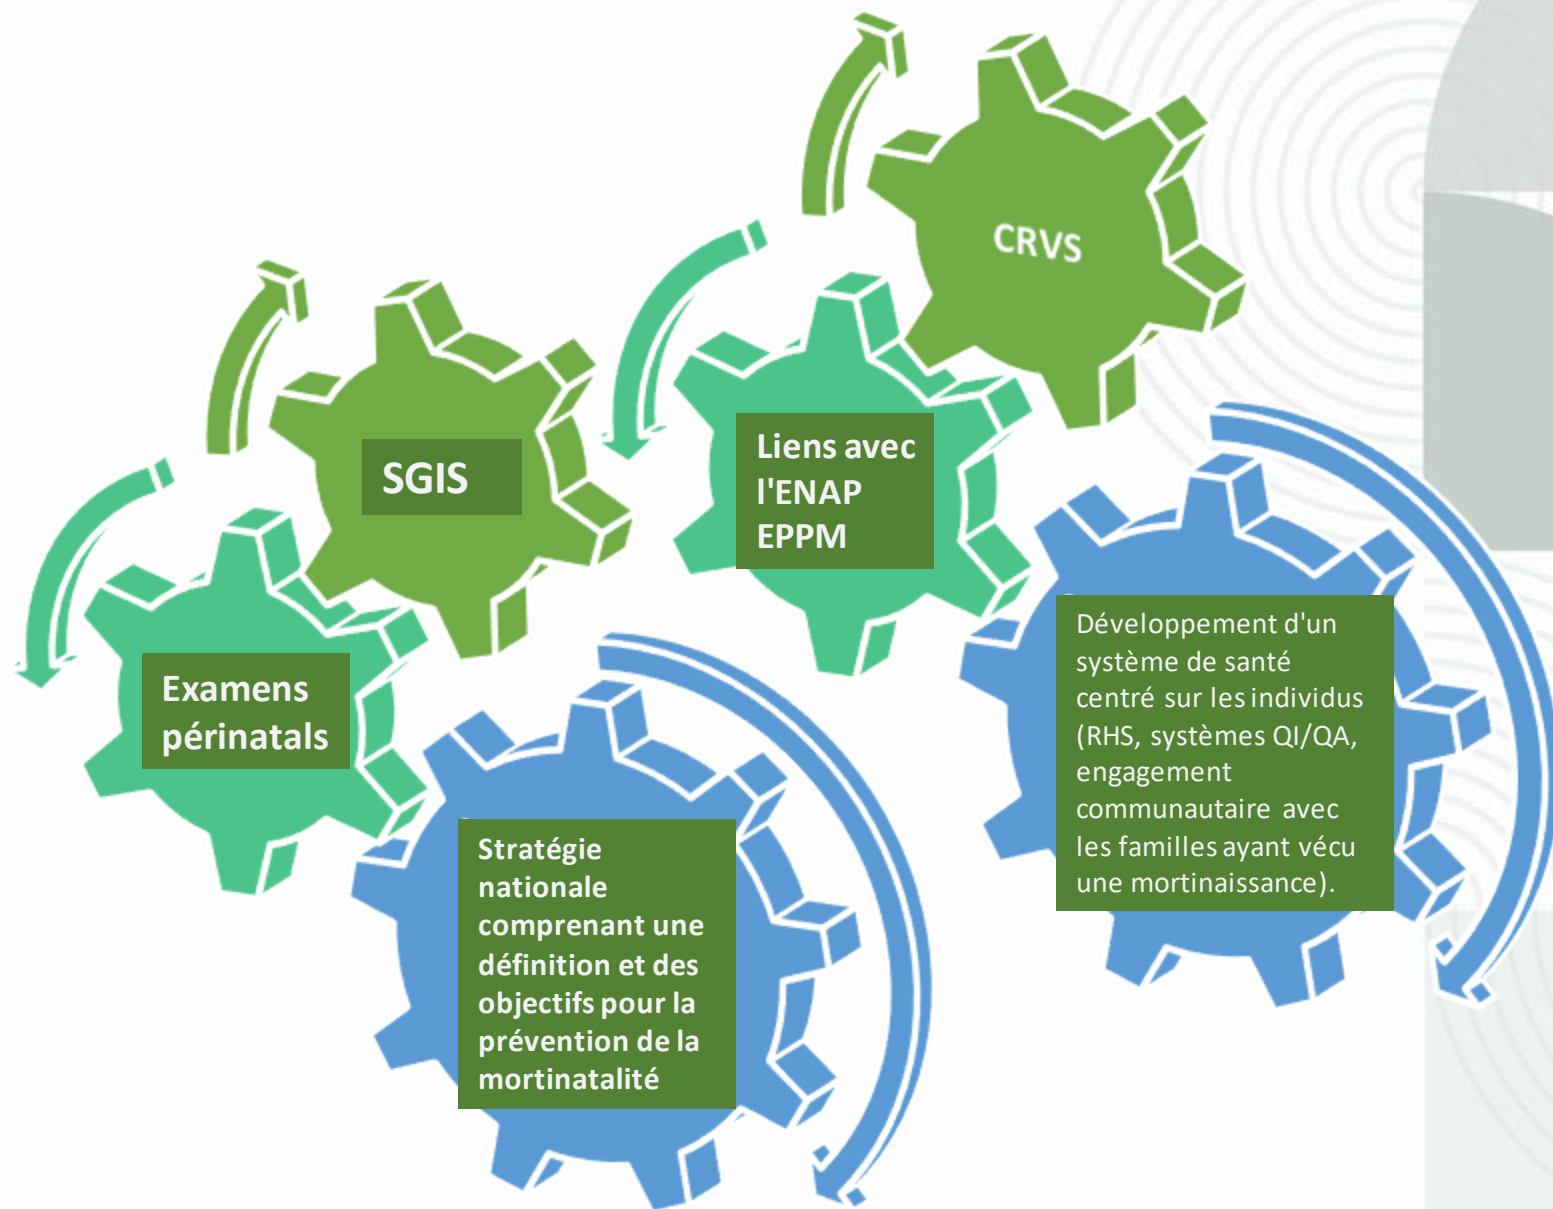 CRVS
SGIS
Liens avec
l'ENAP
EPPM
Examens
périnatals
Développement d'un
système de santé
centré sur les individus
(RHS, systèmes QI/QA,
engagement
communautaire avec
les familles ayant vécu
une mortinaissance).
Stratégie
nationale
comprenant une
définition et des
objectifs pour la
prévention de la
mortinatalité